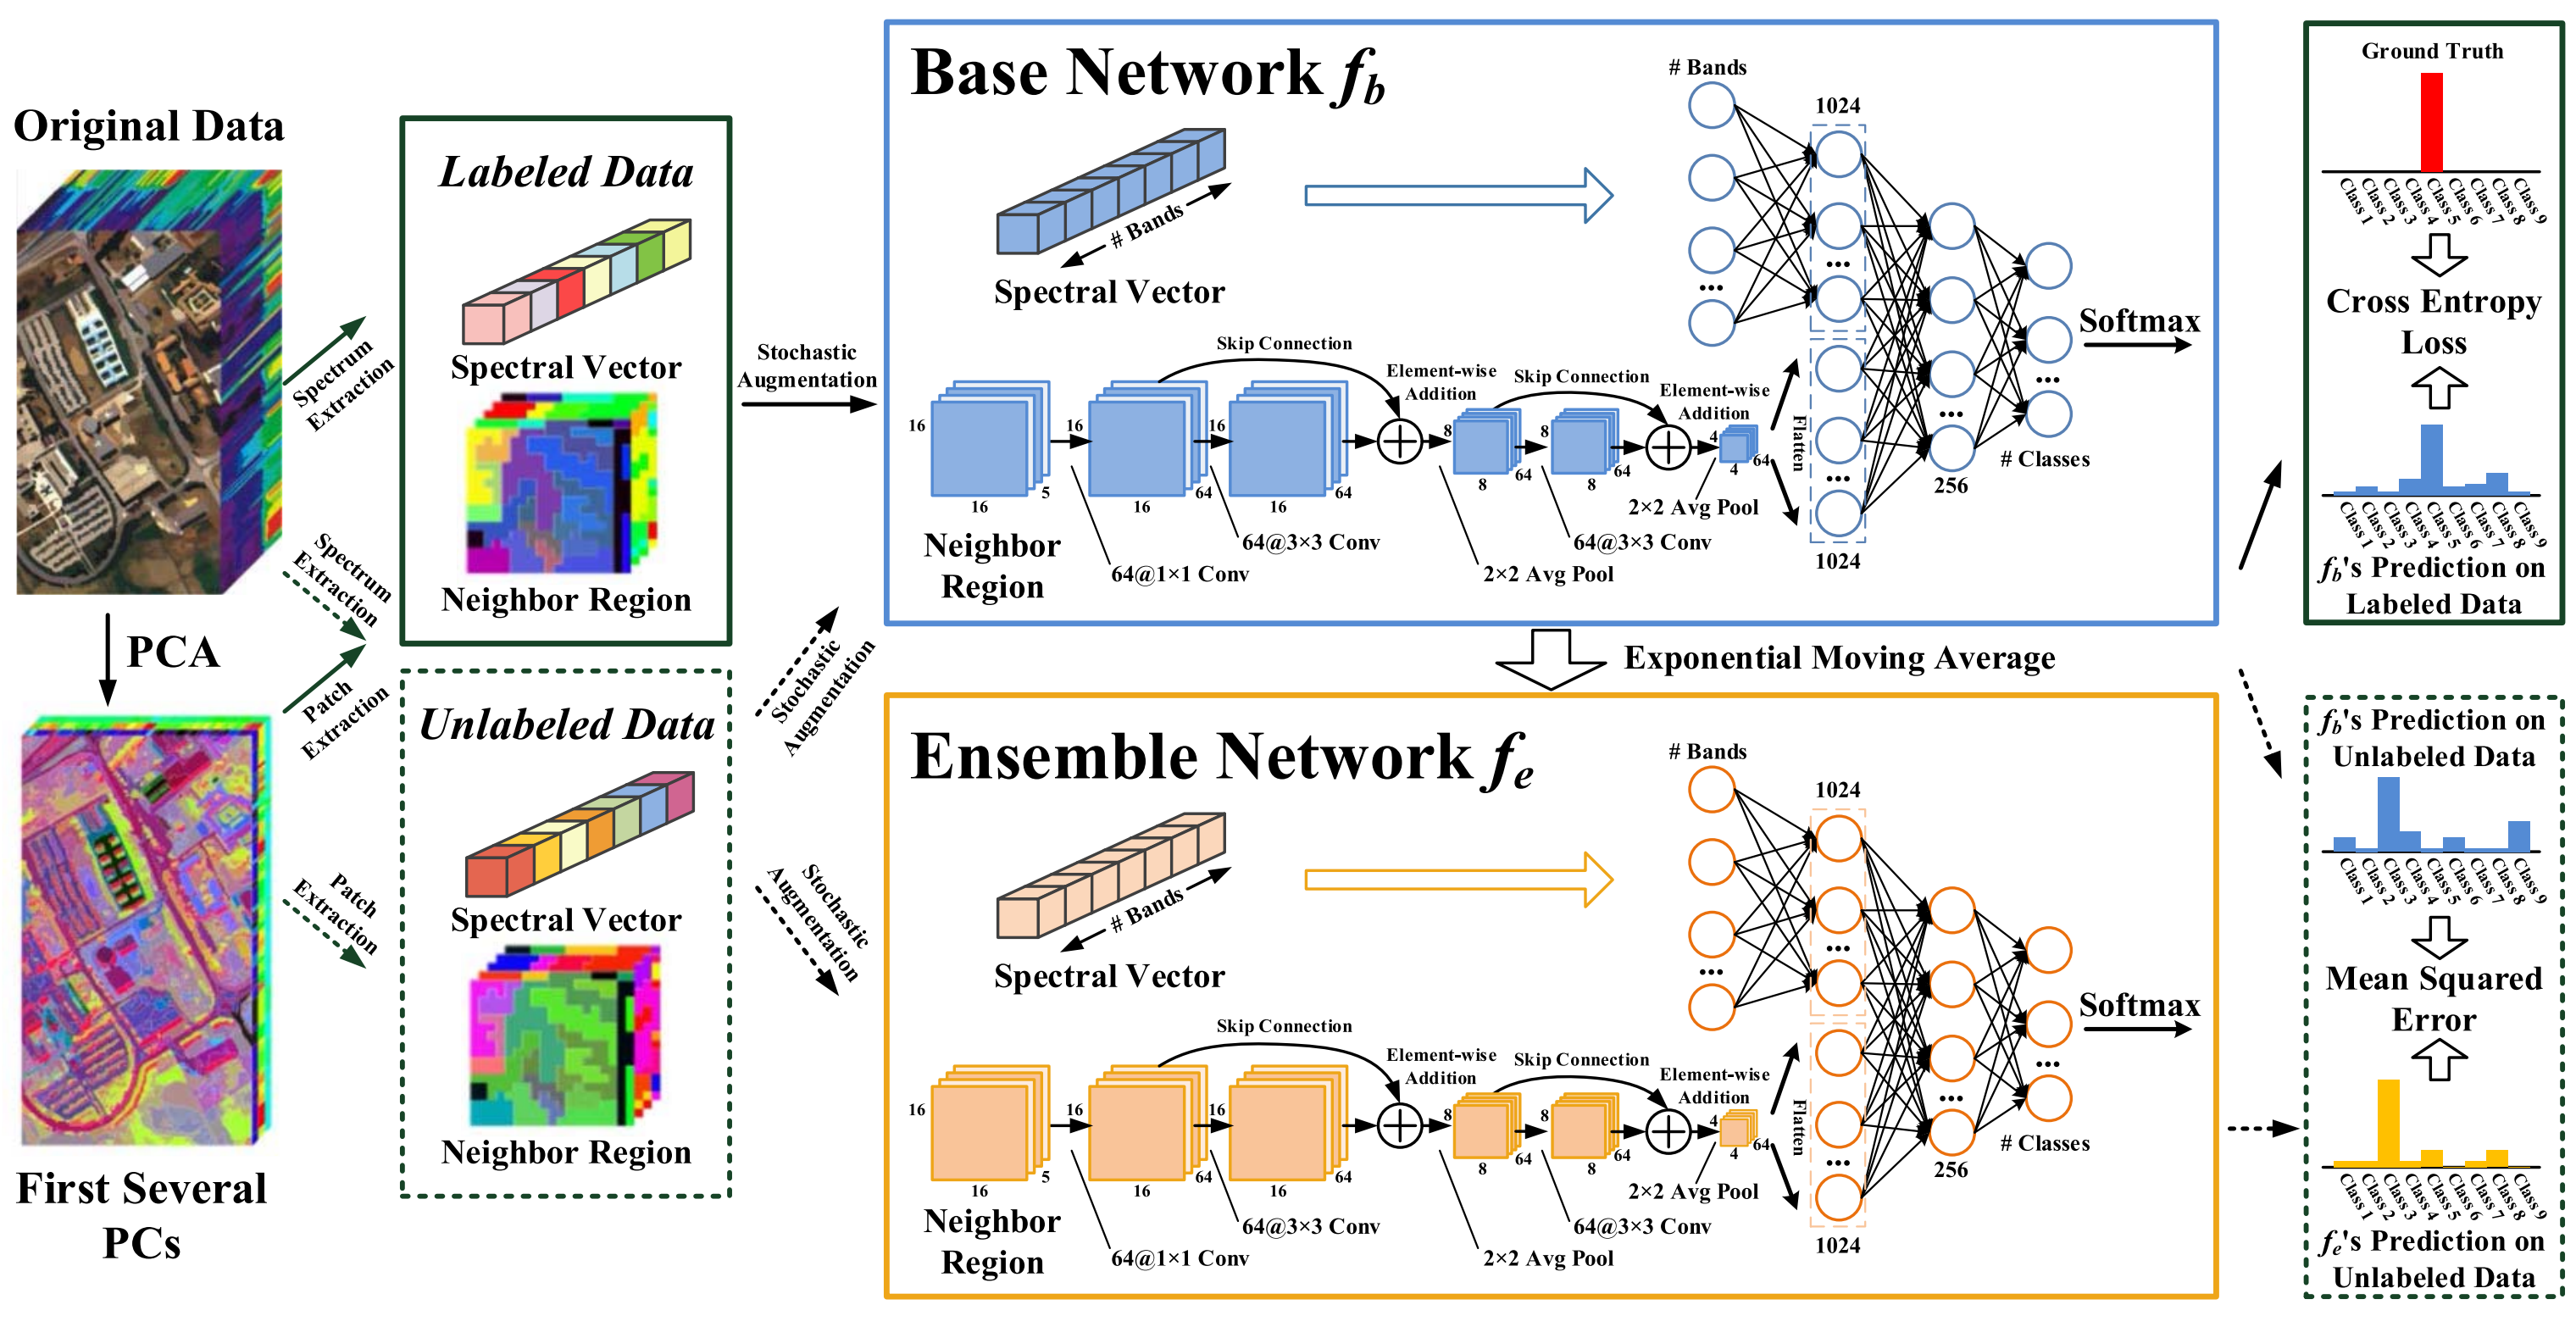 Original Data
PCA
First Several
PCs
Spectrum
Extraction
Spectrum
Extraction
Patch
Extraction
Patch
Extraction
Labeled Data
Spectral Vector
Neighbor Region
Unlabeled Data
Spectral Vector
Neighbor Region
Stochastic
Augmentation
Stochastic
Augmentation
Stochastic
Augmentation
Base Network fb
# Bands
Spectral Vector
# Bands
1024
Skip Connection
Element-wise
Addition
Skip Connection
Element-wise
Addition
16
16
5
16
16
64
16
16
64
8
8
64
8
8
64
4
4
64
Flatten
Neighbor
Region
64@1×1 Conv
64@3×3 Conv
2×2 Avg Pool
64@3×3 Conv
2×2 Avg Pool
1024
256
# Classes
Softmax
Exponential Moving Average
Ensemble Network fe
# Bands
Spectral Vector
# Bands
1024
Skip Connection
Element-wise
Addition
Skip Connection
Element-wise
Addition
16
16
5
16
16
64
16
16
64
8
8
64
8
8
64
4
4
64
Flatten
Neighbor
Region
64@1×1 Conv
64@3×3 Conv
2×2 Avg Pool
64@3×3 Conv
2×2 Avg Pool
1024
256
# Classes
Softmax
Ground Truth
Class 1 Class 2 Class 3 Class 4 Class 5 Class 6 Class 7 Class 8 Class 9
Cross Entropy
Loss
Class 1 Class 2 Class 3 Class 4 Class 5 Class 6 Class 7 Class 8 Class 9
fb's Prediction on
Labeled Data
fb's Prediction on
Unlabeled Data
Class 1 Class 2 Class 3 Class 4 Class 5 Class 6 Class 7 Class 8 Class 9
Mean Squared
Error
Class 1 Class 2 Class 3 Class 4 Class 5 Class 6 Class 7 Class 8 Class 9
fe's Prediction on
Unlabeled Data